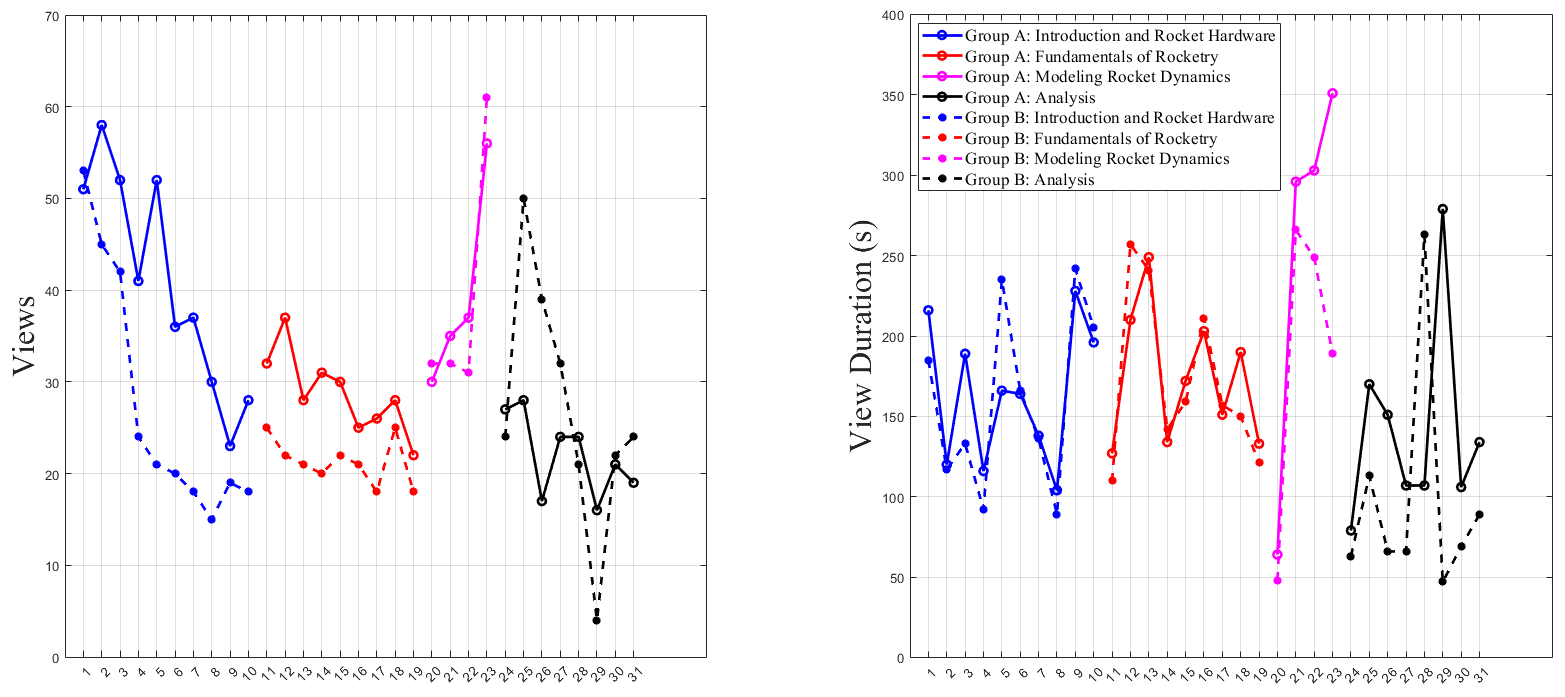 Views
70
60
50
40
30
20
10
0
1 2 3 4 5 6 7 8 9 10 11 12 13 14 15 16 17 18 19 20 21 22 23 24 25 26 27 28 29 30 31
View Duration (s)
400
350
300
250
200
150
100
50
0
Group A: Introduction and Rocket Hardware
Group A: Fundamentals of Rocketry
Group A: Modeling Rocket Dynamics
Group A: Analysis
Group B: Introduction and Rocket Hardware
Group B: Fundamentals of Rocketry
Group B: Modeling Rocket Dynamics
Group B: Analysis
1 2 3 4 5 6 7 8 9 10 11 12 13 14 15 16 17 18 19 20 21 22 23 24 25 26 27 28 29 30 31